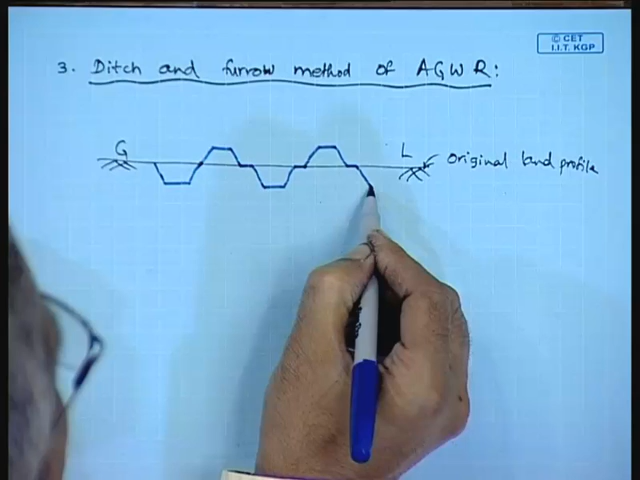 © CET
I.I.T. KGP
3. Ditch and furrow method of AGWR:
G
L
original land profile